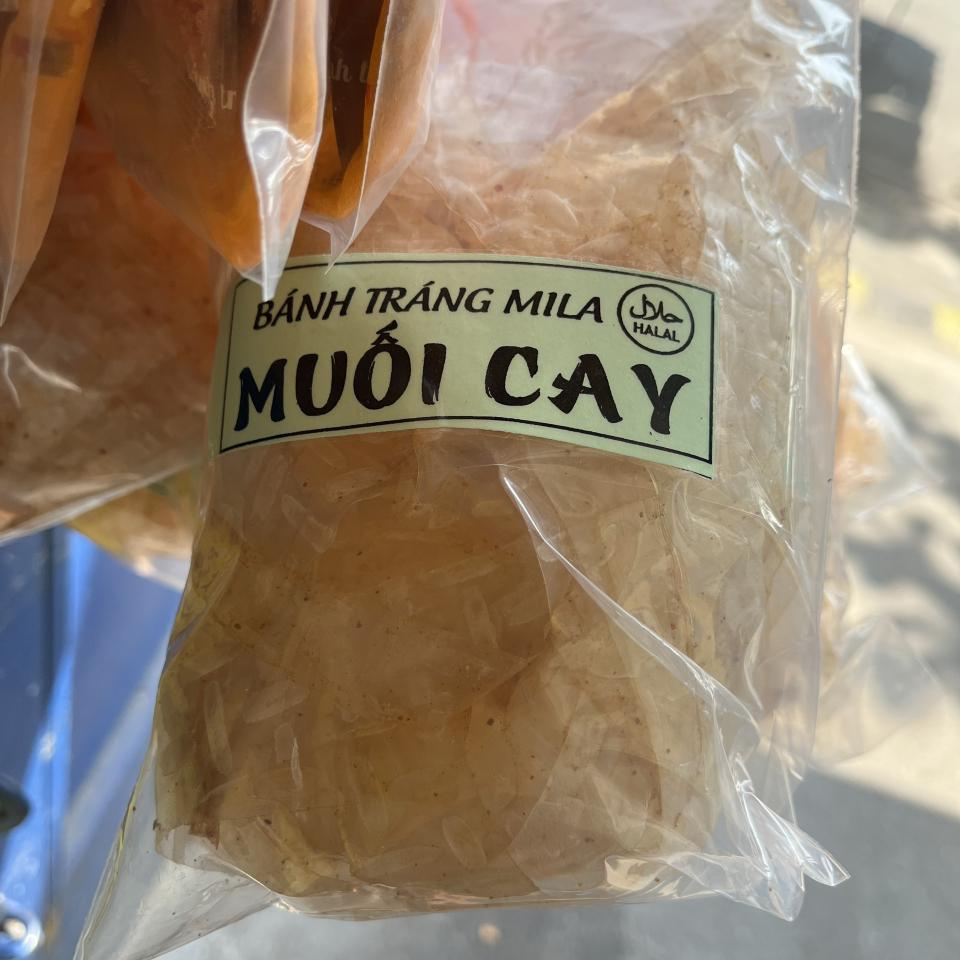 BÁNH TRÁNG MILA
حلال
HALAL
MUỐI CAY